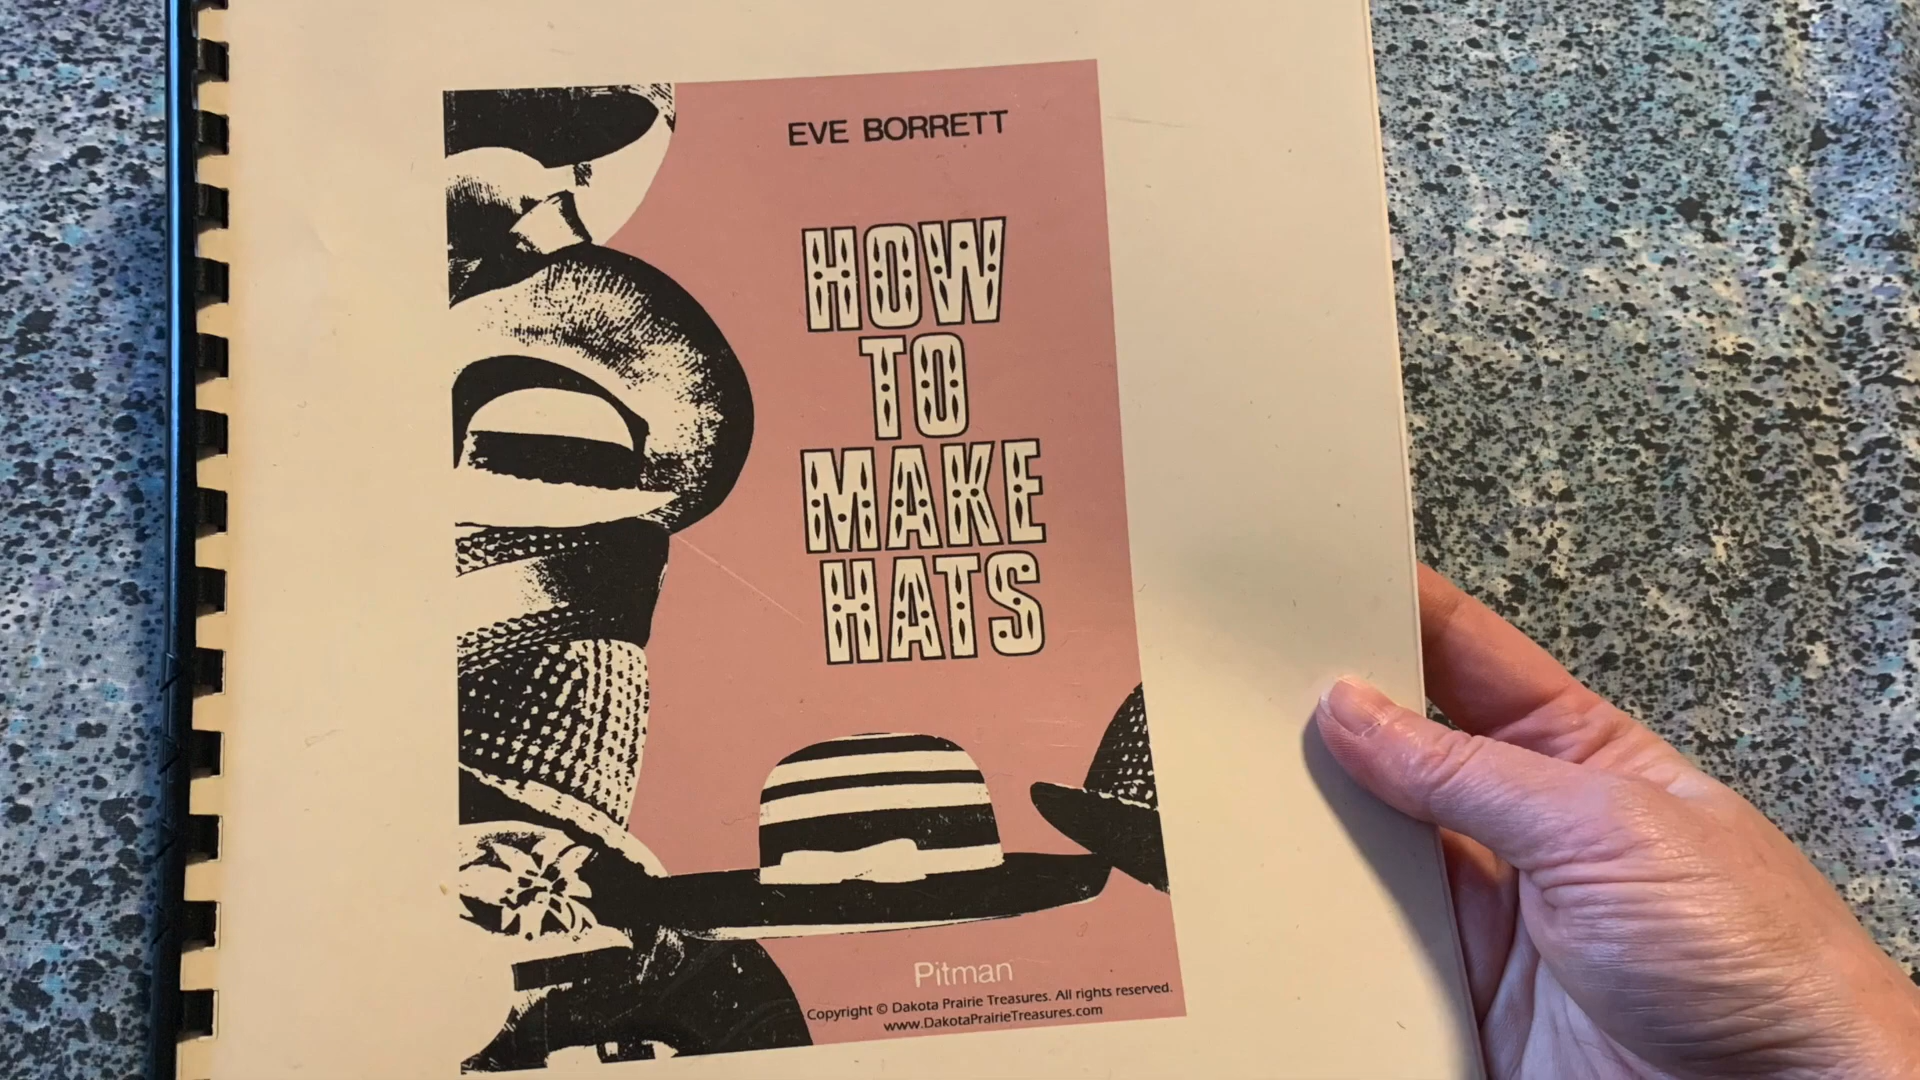 EVE BORRETT
HOW
TO
MAKE
HATS
Pitman
Copyright © Dakota Prairie Treasures. All rights reserved.
www.DakotaPrairieTreasures.com